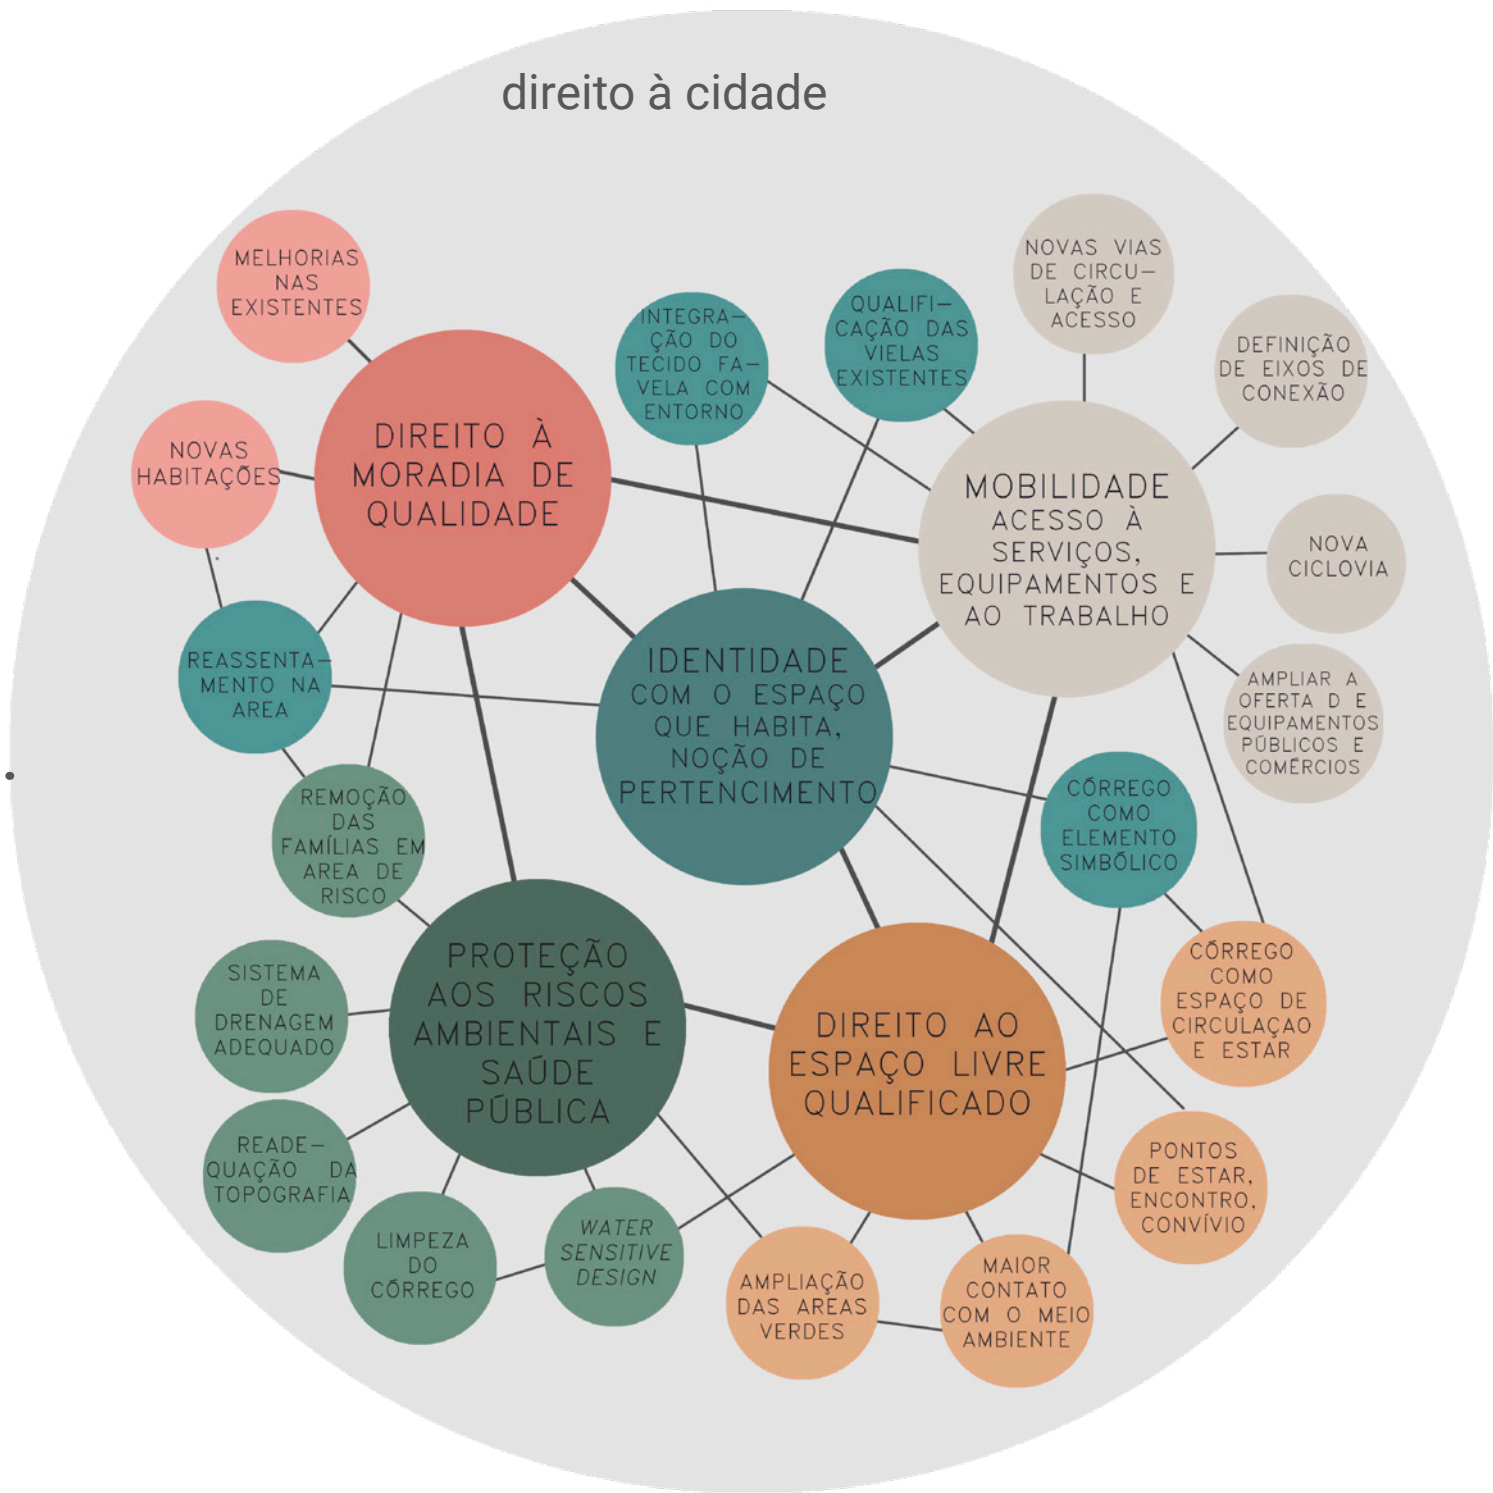 direito à cidade
MELHORIAS
NAS
EXISTENTES
NOVAS
HABITAÇÕES
DIREITO À
MORADIA DE
QUALIDADE
INTEGRA–
ÇÃO DO
TECIDO FA–
VELA COM
ENTORNO
QUALIFI–
CAÇÃO DAS
VIELAS
EXISTENTES
NOVAS VIAS
DE CIRCU–
LAÇÃO E
ACESSO
DEFINIÇÃO
DE EIXOS DE
CONEXÃO
MOBILIDADE
ACESSO À
SERVIÇOS,
EQUIPAMENTOS E
AO TRABALHO
NOVA
CICLOVIA
AMPLIAR A
OFERTA D E
EQUIPAMENTOS
PÚBLICOS E
COMÉRCIOS
REASSENTA–
MENTO NA
AREA
IDENTIDADE
COM O ESPAÇO
QUE HABITA,
NOÇÃO DE
PERTENCIMENTO
REMOÇÃO
DAS
FAMÍLIAS EM
AREA DE
RISCO
CÓRREGO
COMO
ELEMENTO
SIMBÓLICO
PROTEÇÃO
AOS RISCOS
AMBIENTAIS E
SAÚDE
PÚBLICA
SISTEMA
DE
DRENAGEM
ADEQUADO
DIREITO AO
ESPAÇO LIVRE
QUALIFICADO
CÓRREGO
COMO
ESPAÇO DE
CIRCULAÇAO
E ESTAR
READE–
QUAÇÃO DA
TOPOGRAFIA
LIMPEZA
DO
CÓRREGO
WATER
SENSITIVE
DESIGN
AMPLIAÇÃO
DAS AREAS
VERDES
MAIOR
CONTATO
COM O MEIO
AMBIENTE
PONTOS
DE ESTAR,
ENCONTRO,
CONVÍVIO